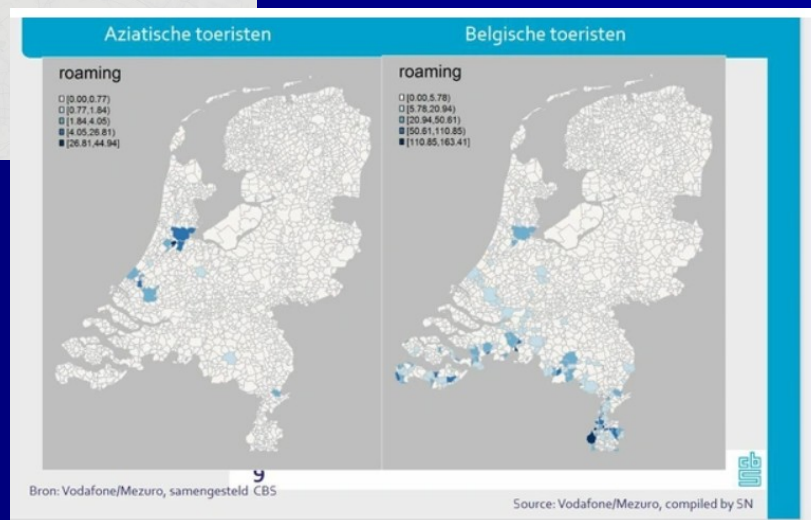 Aziatische toeristen
Belgische toeristen
roaming
[0.00,0.77)
[0.77,1.84)
[1.84,4.05)
[4.05,26.81)
[26.81,44.94]
roaming
[0.00,5.78)
[5.78,20.94)
[20.94,50.61)
[50.61,110.85)
[110.85,163.41]
9
Bron: Vodafone/Mezuro, samengesteld CBS
Source: Vodafone/Mezuro, compiled by SN
cbs